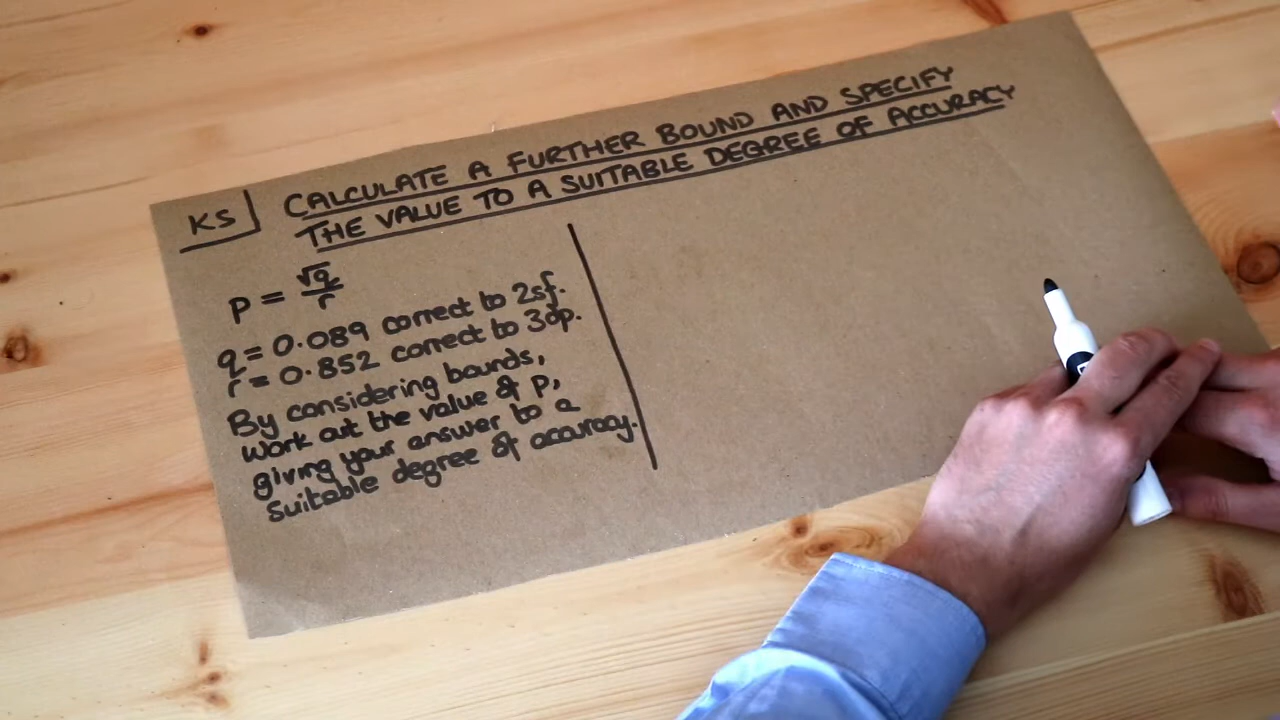 KS
CALCULATE A FURTHER BOUND AND SPECIFY
THE VALUE TO A SUITABLE DEGREE OF ACCURACY
P = √q/r
q = 0.089 correct to 2sf.
r = 0.852 correct to 3dp.
By considering bounds,
work out the value of P,
giving your answer to a
suitable degree of accuracy.